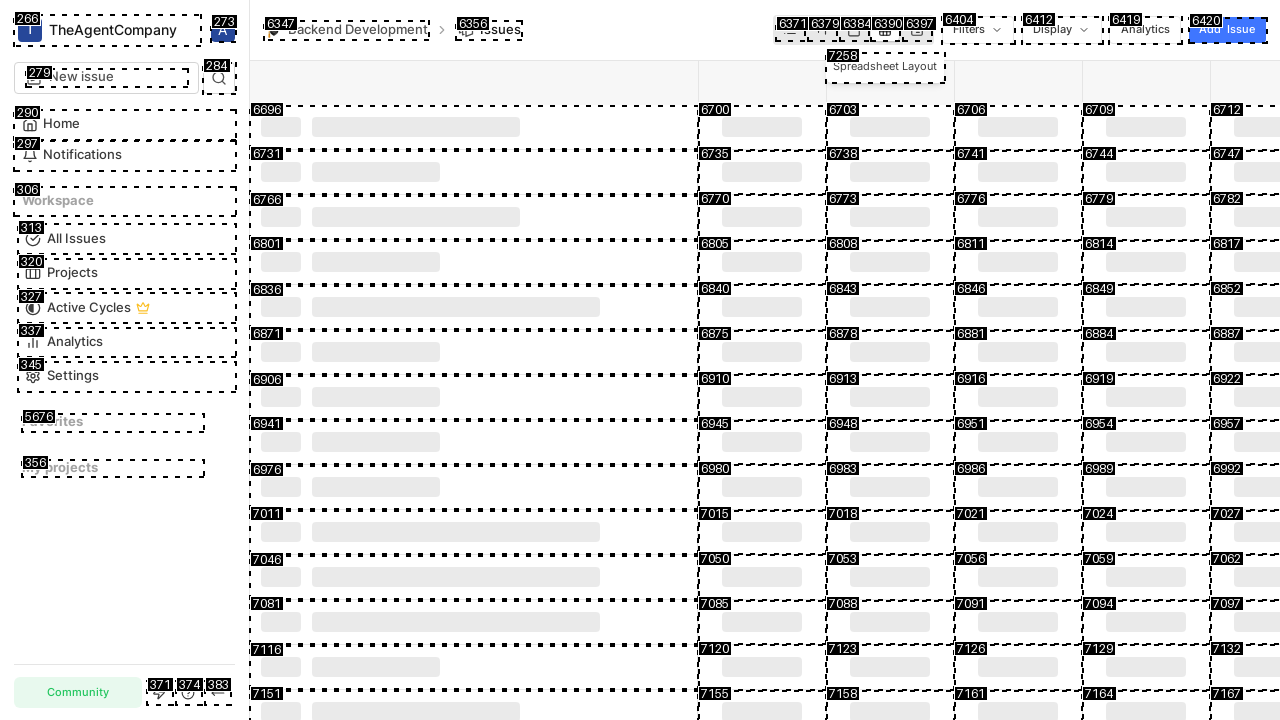 266
TheAgentCompany
273
279
New issue
284
290
Home
297
Notifications
306
Workspace
313
All Issues
320
Projects
327
Active Cycles
337
Analytics
345
Settings
5676
Favorites
356
My projects
Community
371
374
383
6347
Backend Development
6356
Issues
6371
6379
6384
6390
6397
6404
Filters
6412
Display
6419
Analytics
6420
Add Issue
7258
Spreadsheet Layout
6696 6700 6703 6706 6709 6712
6731 6735 6738 6741 6744 6747
6766 6770 6773 6776 6779 6782
6801 6805 6808 6811 6814 6817
6836 6840 6843 6846 6849 6852
6871 6875 6878 6881 6884 6887
6906 6910 6913 6916 6919 6922
6941 6945 6948 6951 6954 6957
6976 6980 6983 6986 6989 6992
7011 7015 7018 7021 7024 7027
7046 7050 7053 7056 7059 7062
7081 7085 7088 7091 7094 7097
7116 7120 7123 7126 7129 7132
7151 7155 7158 7161 7164 7167